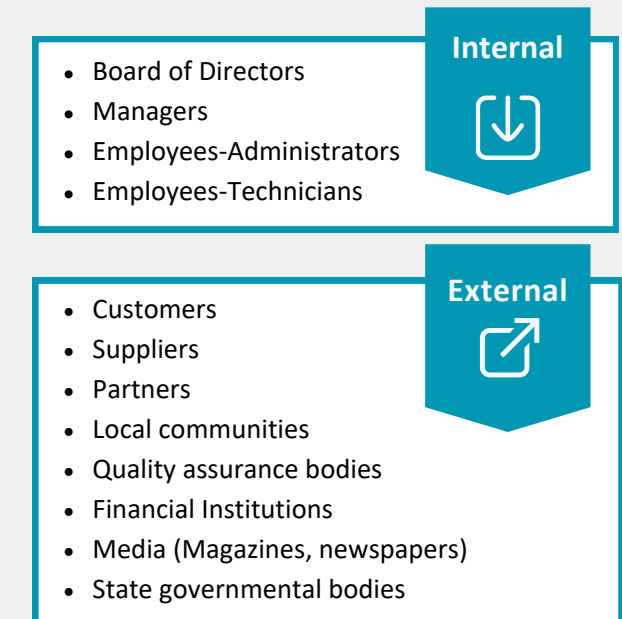 Internal
• Board of Directors
• Managers
• Employees-Administrators
• Employees-Technicians
External
• Customers
• Suppliers
• Partners
• Local communities
• Quality assurance bodies
• Financial Institutions
• Media (Magazines, newspapers)
• State governmental bodies